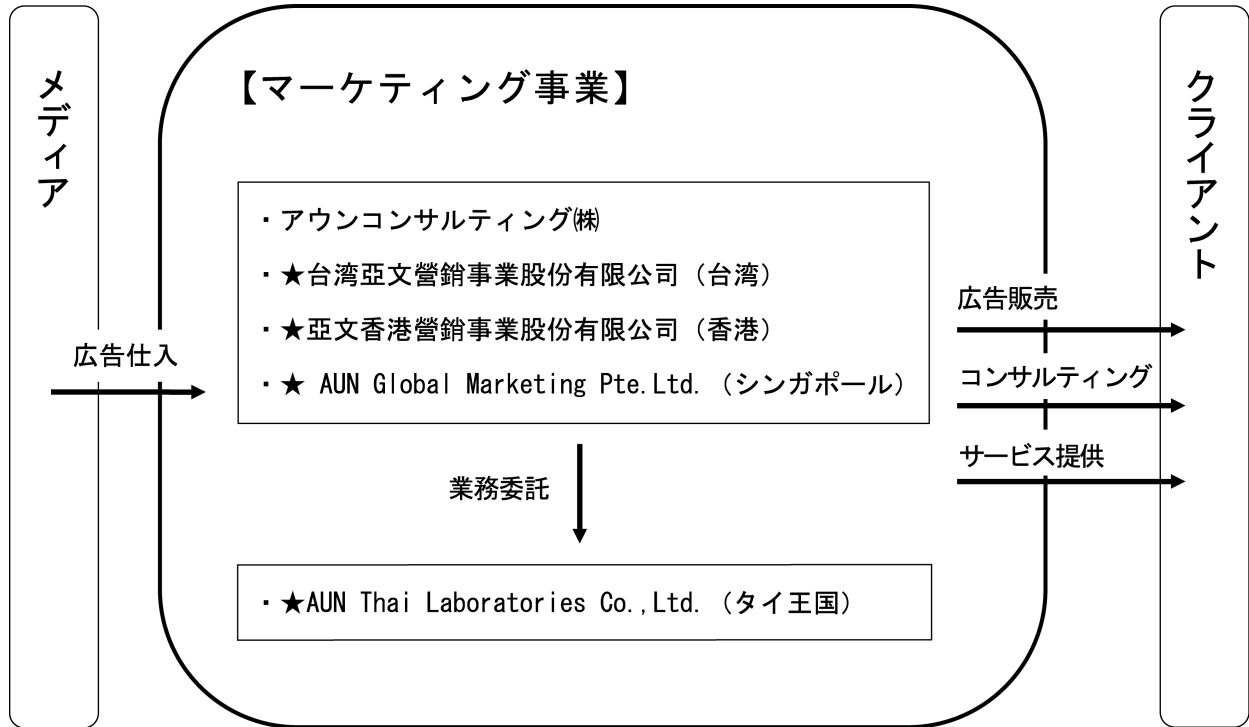 メディア
【マーケティング事業】
クライアント
・アウンコンサルティング㈱
・★台湾亞文營銷事業股份有限公司（台湾）
・★亞文香港營銷事業股份有限公司（香港）
・★ AUN Global Marketing Pte.Ltd.（シンガポール）
広告仕入
広告販売
コンサルティング
サービス提供
業務委託
・★AUN Thai Laboratories Co.,Ltd.（タイ王国）